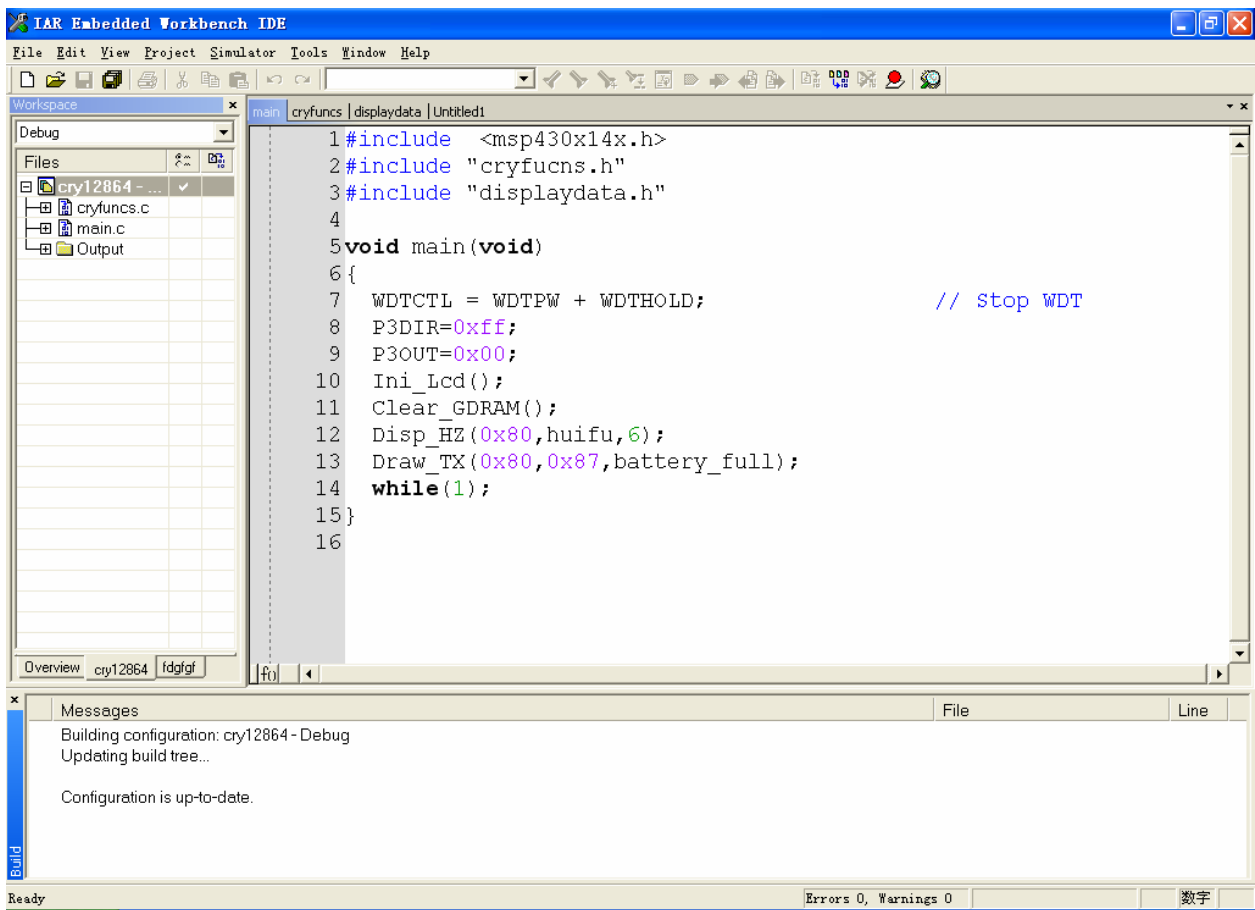 IAR Embedded Workbench IDE
File Edit View Project Simulator Tools Window Help
Workspace
Debug
Files
cry12864 - ...
cryfuncs.c
main.c
Output
Overview cry12864 fdgfgf
main cryfuncs displaydata Untitled1
1 #include  <msp430x14x.h>
2 #include "cryfucns.h"
3 #include "displaydata.h"
4
5 void main(void)
6 {
7   WDTCTL = WDTPW + WDTHOLD;                 // Stop WDT
8   P3DIR=0xff;
9   P3OUT=0x00;
10   Ini_Lcd();
11   Clear_GDRAM();
12   Disp_HZ(0x80,huifu,6);
13   Draw_TX(0x80,0x87,battery_full);
14   while(1);
15 }
16
f()
Messages File Line
Building configuration: cry12864 - Debug
Updating build tree...
Configuration is up-to-date.
Build
Ready Errors 0, Warnings 0 数字